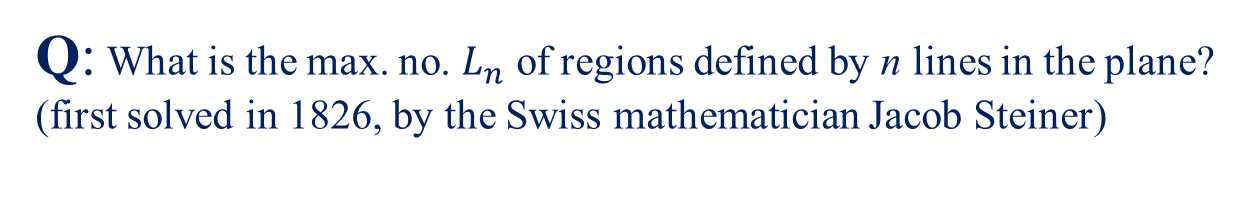 Q: What is the max. no. Lₙ of regions defined by n lines in the plane?
(first solved in 1826, by the Swiss mathematician Jacob Steiner)